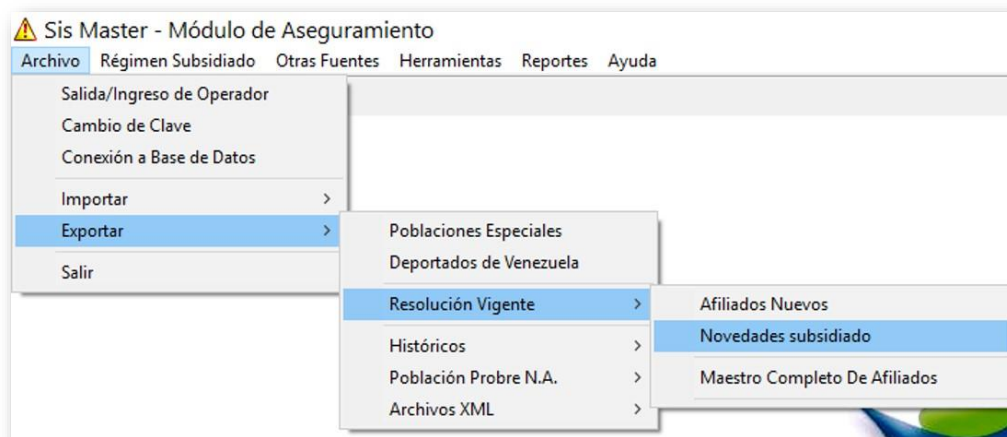 Sis Master - Módulo de Aseguramiento
Archivo Régimen Subsidiado Otras Fuentes Herramientas Reportes Ayuda
Salida/Ingreso de Operador
Cambio de Clave
Conexión a Base de Datos
Importar
Exportar
Salir
Poblaciones Especiales
Deportados de Venezuela
Resolución Vigente
Históricos
Población Probre N.A.
Archivos XML
Afiliados Nuevos
Novedades subsidiado
Maestro Completo De Afiliados